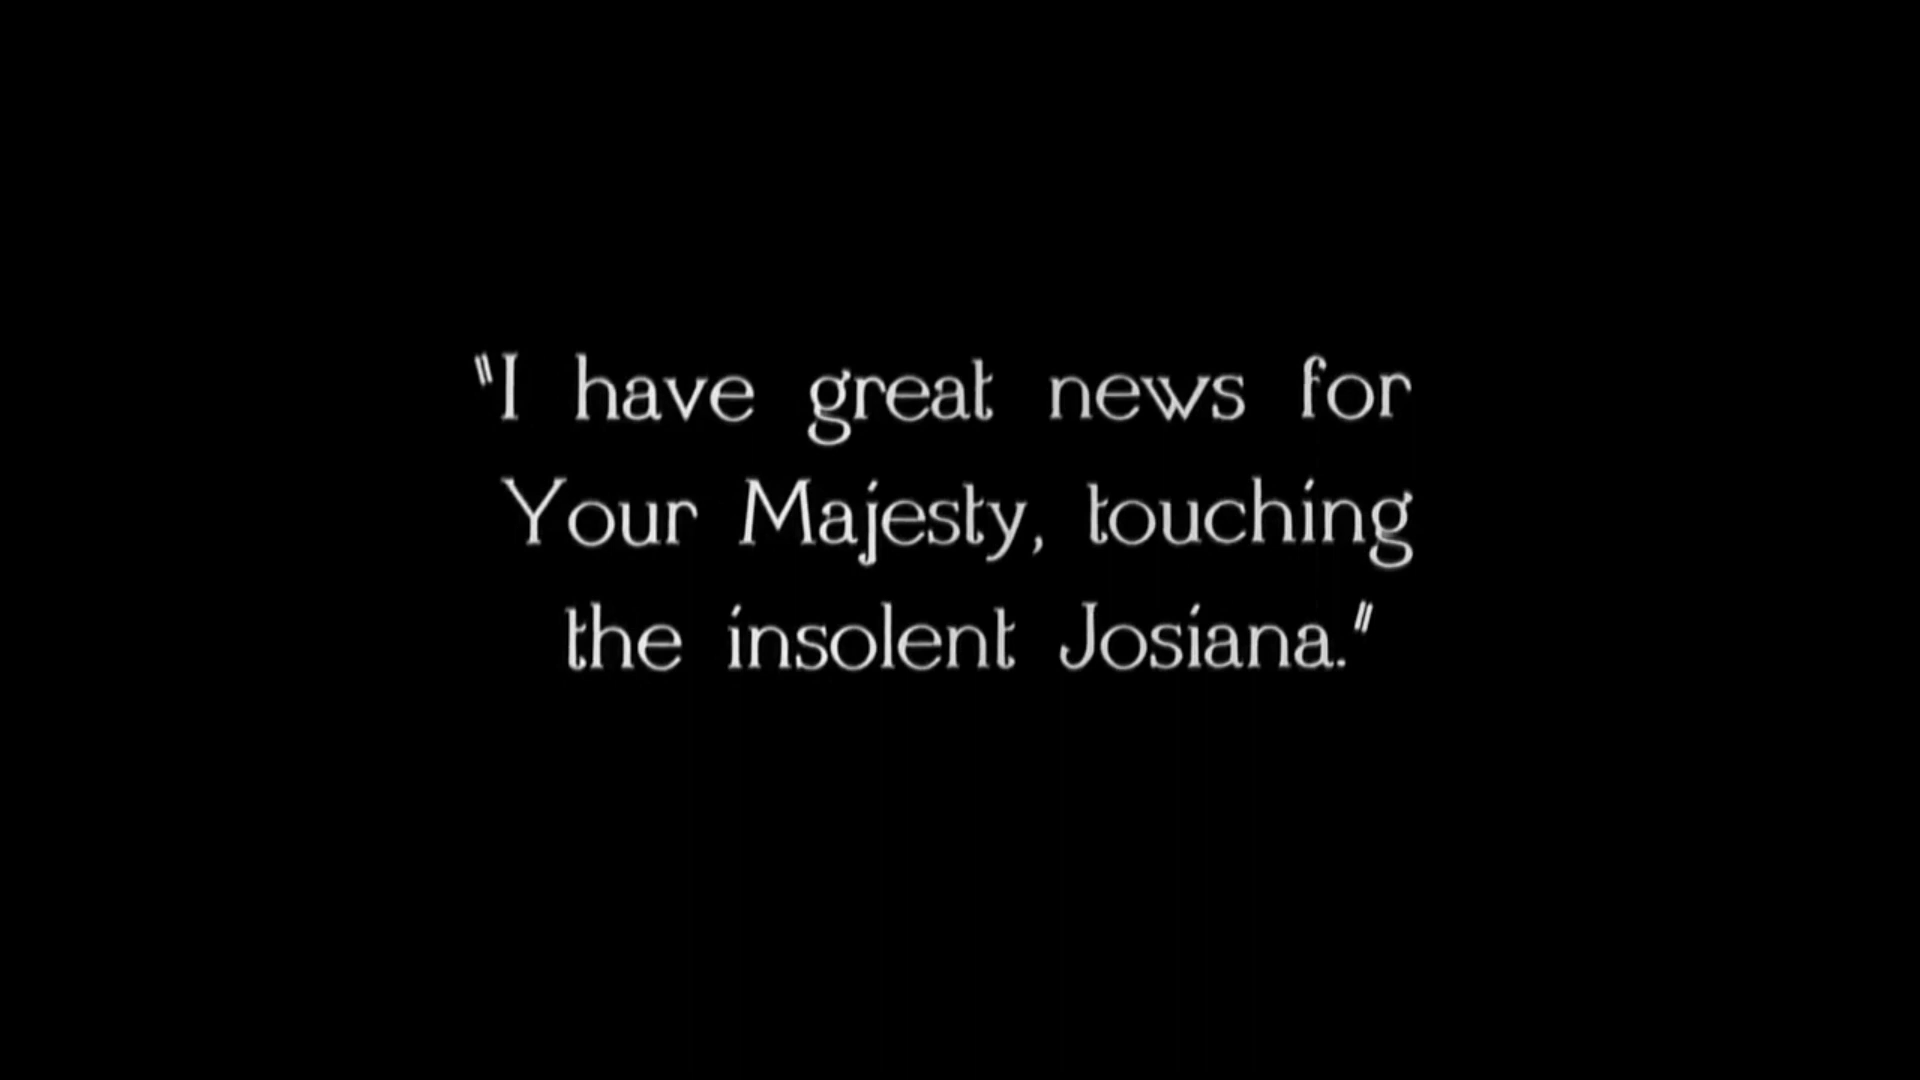 "I have great news for
Your Majesty, touching
the insolent Josiana."